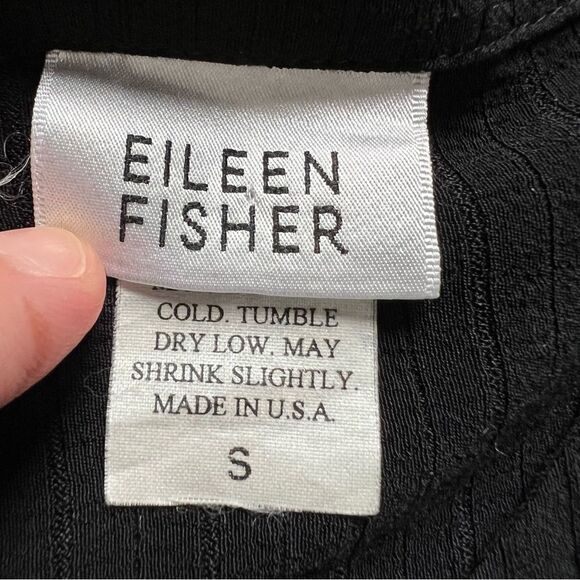 EILEEN
FISHER
COLD. TUMBLE
DRY LOW. MAY
SHRINK SLIGHTLY.
MADE IN U.S.A.
S